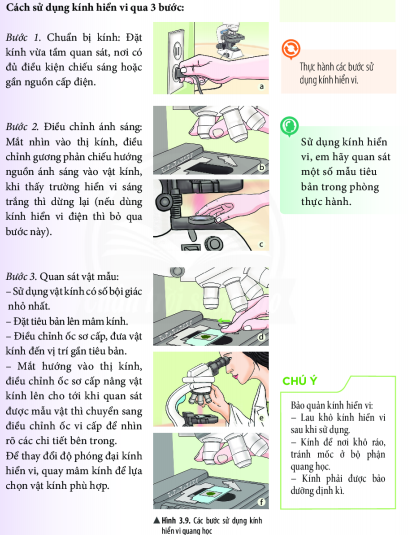 Cách sử dụng kính hiển vi qua 3 bước:
Bước 1. Chuẩn bị kính: Đặt
kính vừa tầm quan sát, nơi có
đủ điều kiện chiếu sáng hoặc
gần nguồn cấp điện.
a
Bước 2. Điều chỉnh ánh sáng:
Mắt nhìn vào thị kính, điều
chỉnh gương phản chiếu hướng
nguồn ánh sáng vào vật kính,
khi thấy trường hiển vi sáng
trắng thì dừng lại (nếu dùng
kính hiển vi điện thì bỏ qua
bước này).
b
c
Bước 3. Quan sát vật mẫu:
– Sử dụng vật kính có số bội giác
nhỏ nhất.
– Đặt tiêu bản lên mâm kính.
– Điều chỉnh ốc sơ cấp, đưa vật
kính đến vị trí gần tiêu bản.
– Mắt hướng vào thị kính,
điều chỉnh ốc sơ cấp nâng vật
kính lên cho tới khi quan sát
được mẫu vật thì chuyển sang
điều chỉnh ốc vi cấp để nhìn
rõ các chi tiết bên trong.
Để thay đổi độ phóng đại kính
hiển vi, quay mâm kính để lựa
chọn vật kính phù hợp.
d
e
f
▲ Hình 3.9. Các bước sử dụng kính
hiển vi quang học
Thực hành các bước sử
dụng kính hiển vi.
Sử dụng kính hiển
vi, em hãy quan sát
một số mẫu tiêu
bản trong phòng
thực hành.
CHÚ Ý
Bảo quản kính hiển vi:
– Lau khô kính hiển vi
sau khi sử dụng.
– Kính để nơi khô ráo,
tránh mốc ở bộ phận
quang học.
– Kính phải được bảo
dưỡng định kì.